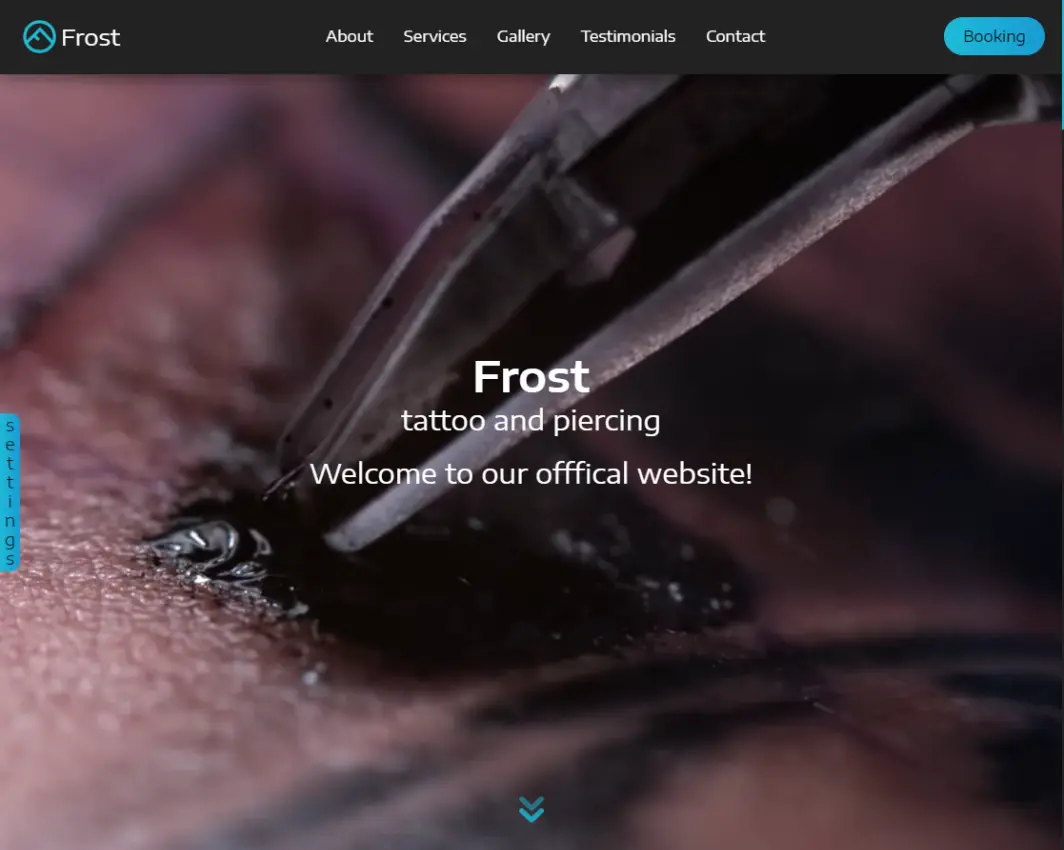 Frost
About Services Gallery Testimonials Contact
Booking
Frost
tattoo and piercing
Welcome to our offfical website!
settings